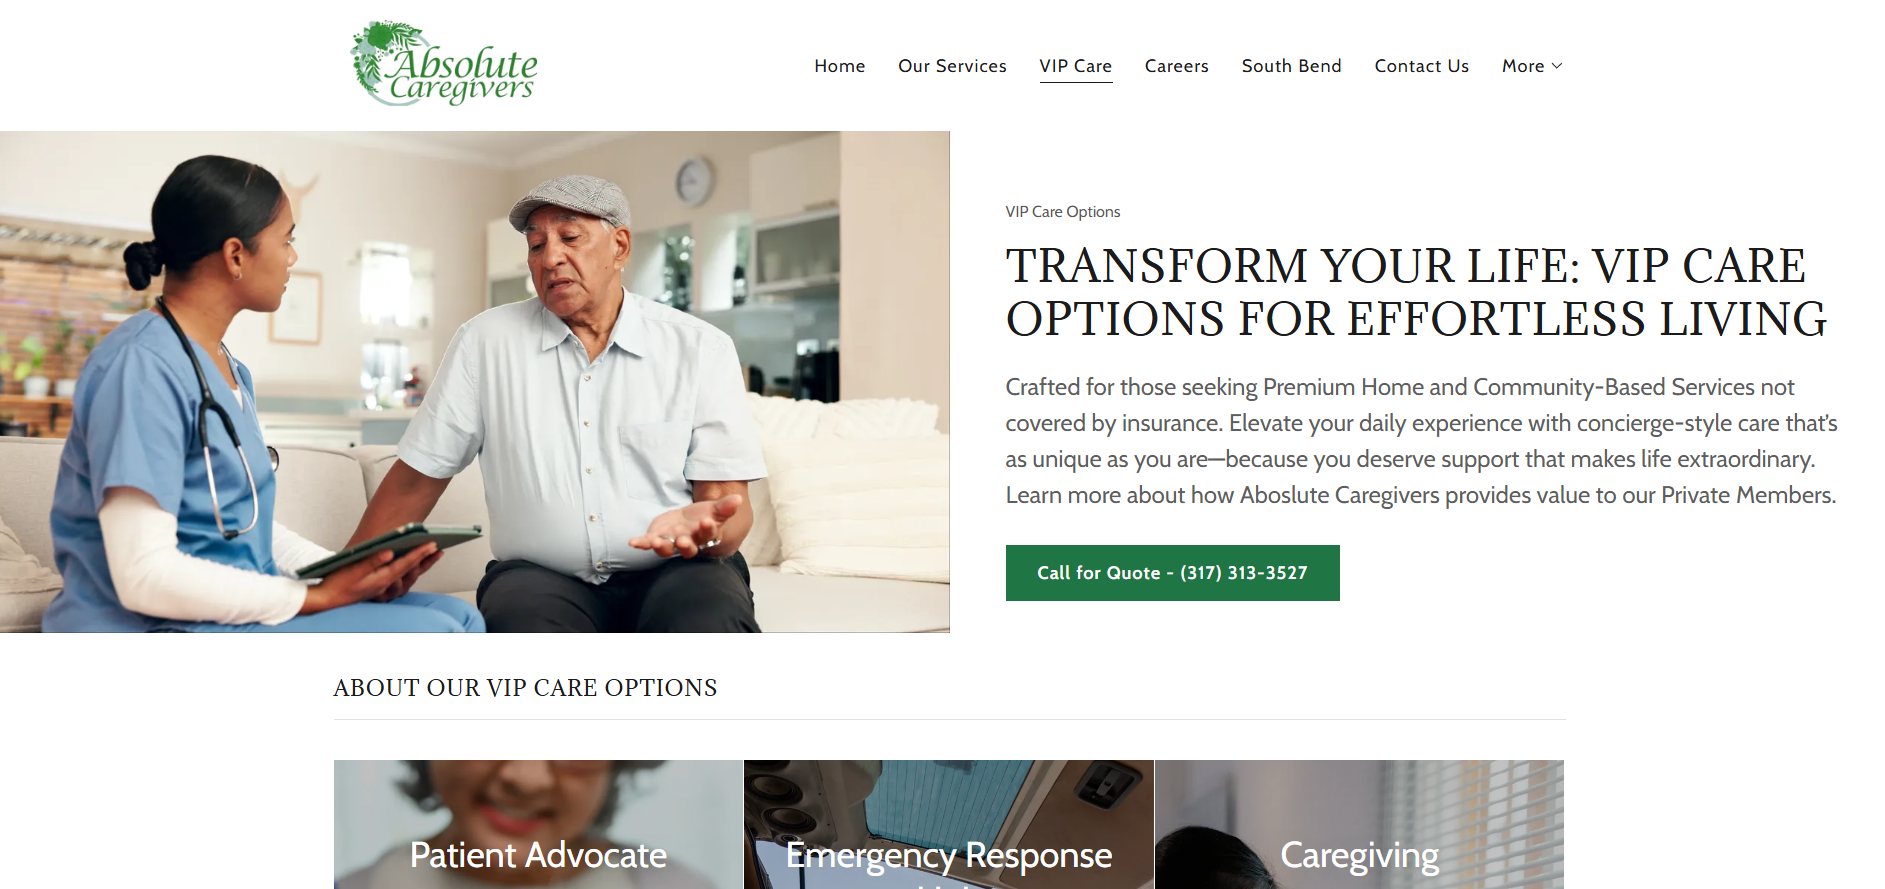 Absolute
Caregivers
Home Our Services VIP Care Careers South Bend Contact Us More
VIP Care Options
TRANSFORM YOUR LIFE: VIP CARE
OPTIONS FOR EFFORTLESS LIVING
Crafted for those seeking Premium Home and Community-Based Services not
covered by insurance. Elevate your daily experience with concierge-style care that's
as unique as you are—because you deserve support that makes life extraordinary.
Learn more about how Aboslute Caregivers provides value to our Private Members.
Call for Quote - (317) 313-3527
ABOUT OUR VIP CARE OPTIONS
Patient Advocate
Emergency Response
Caregiving